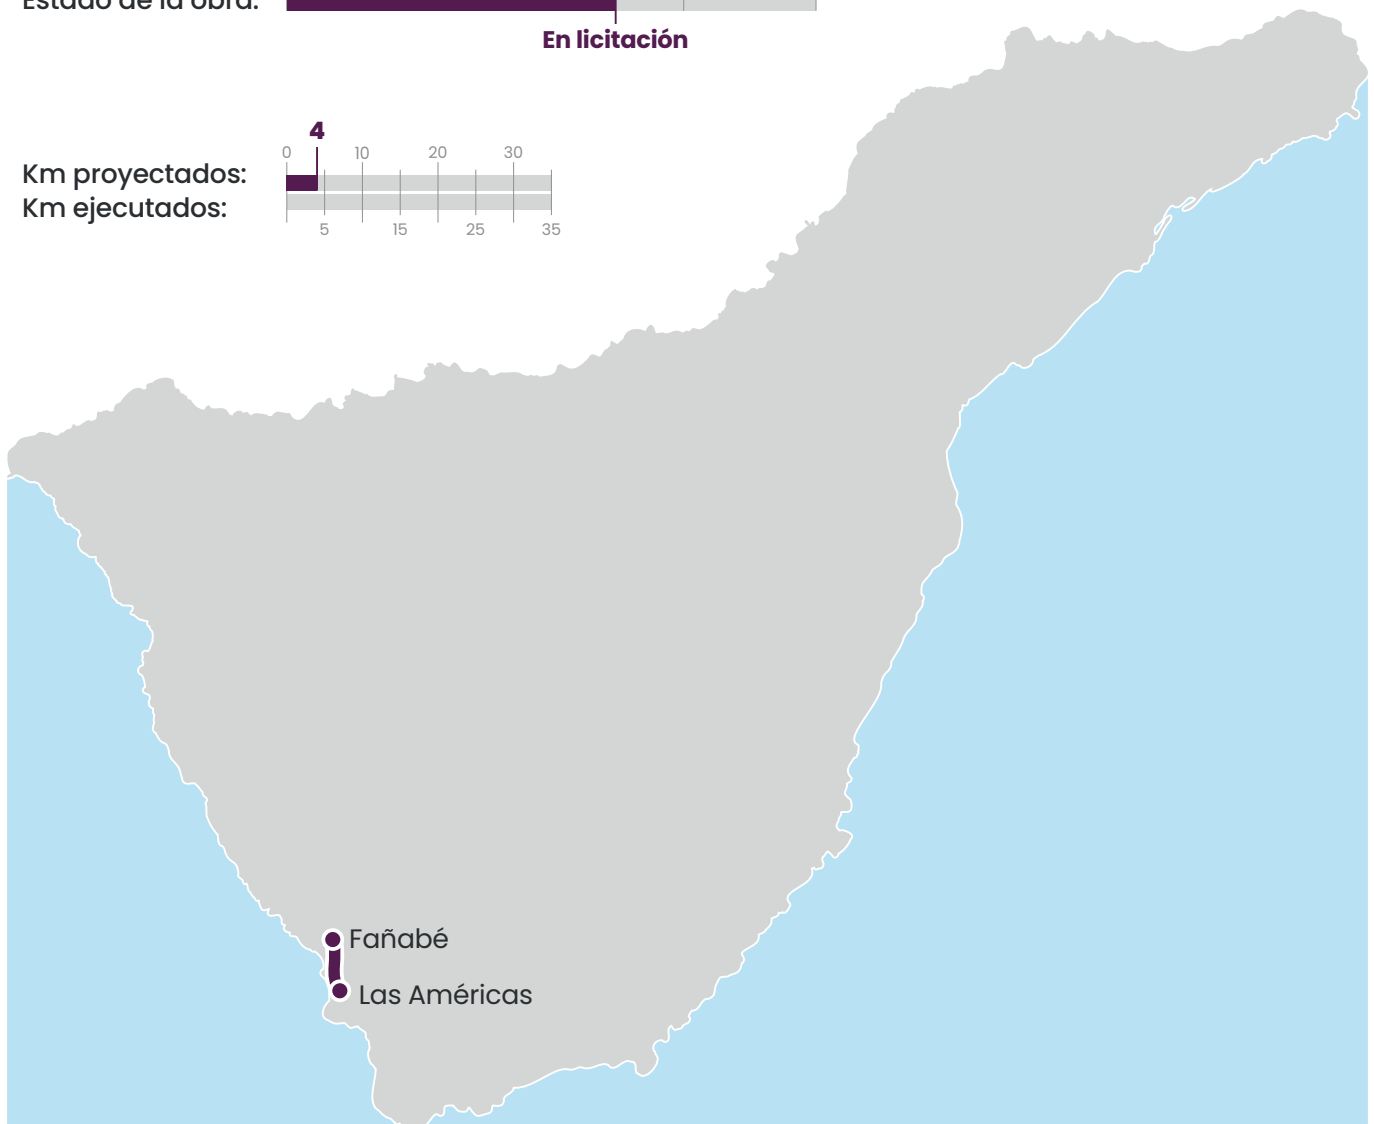 Estado de la obra:
En licitación
4
0 10 20 30
Km proyectados:
Km ejecutados:
5 15 25 35
Fañabé
Las Américas